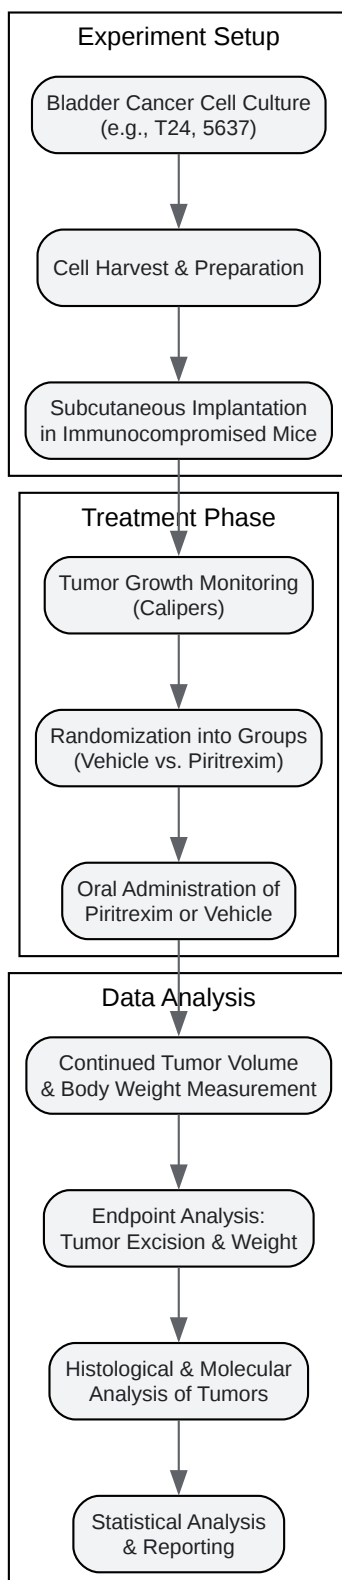 Experiment Setup
Bladder Cancer Cell Culture
(e.g., T24, 5637)
Cell Harvest & Preparation
Subcutaneous Implantation
in Immunocompromised Mice
Treatment Phase
Tumor Growth Monitoring
(Calipers)
Randomization into Groups
(Vehicle vs. Piritrexim)
Oral Administration of
Piritrexim or Vehicle
Data Analysis
Continued Tumor Volume
& Body Weight Measurement
Endpoint Analysis:
Tumor Excision & Weight
Histological & Molecular
Analysis of Tumors
Statistical Analysis
& Reporting